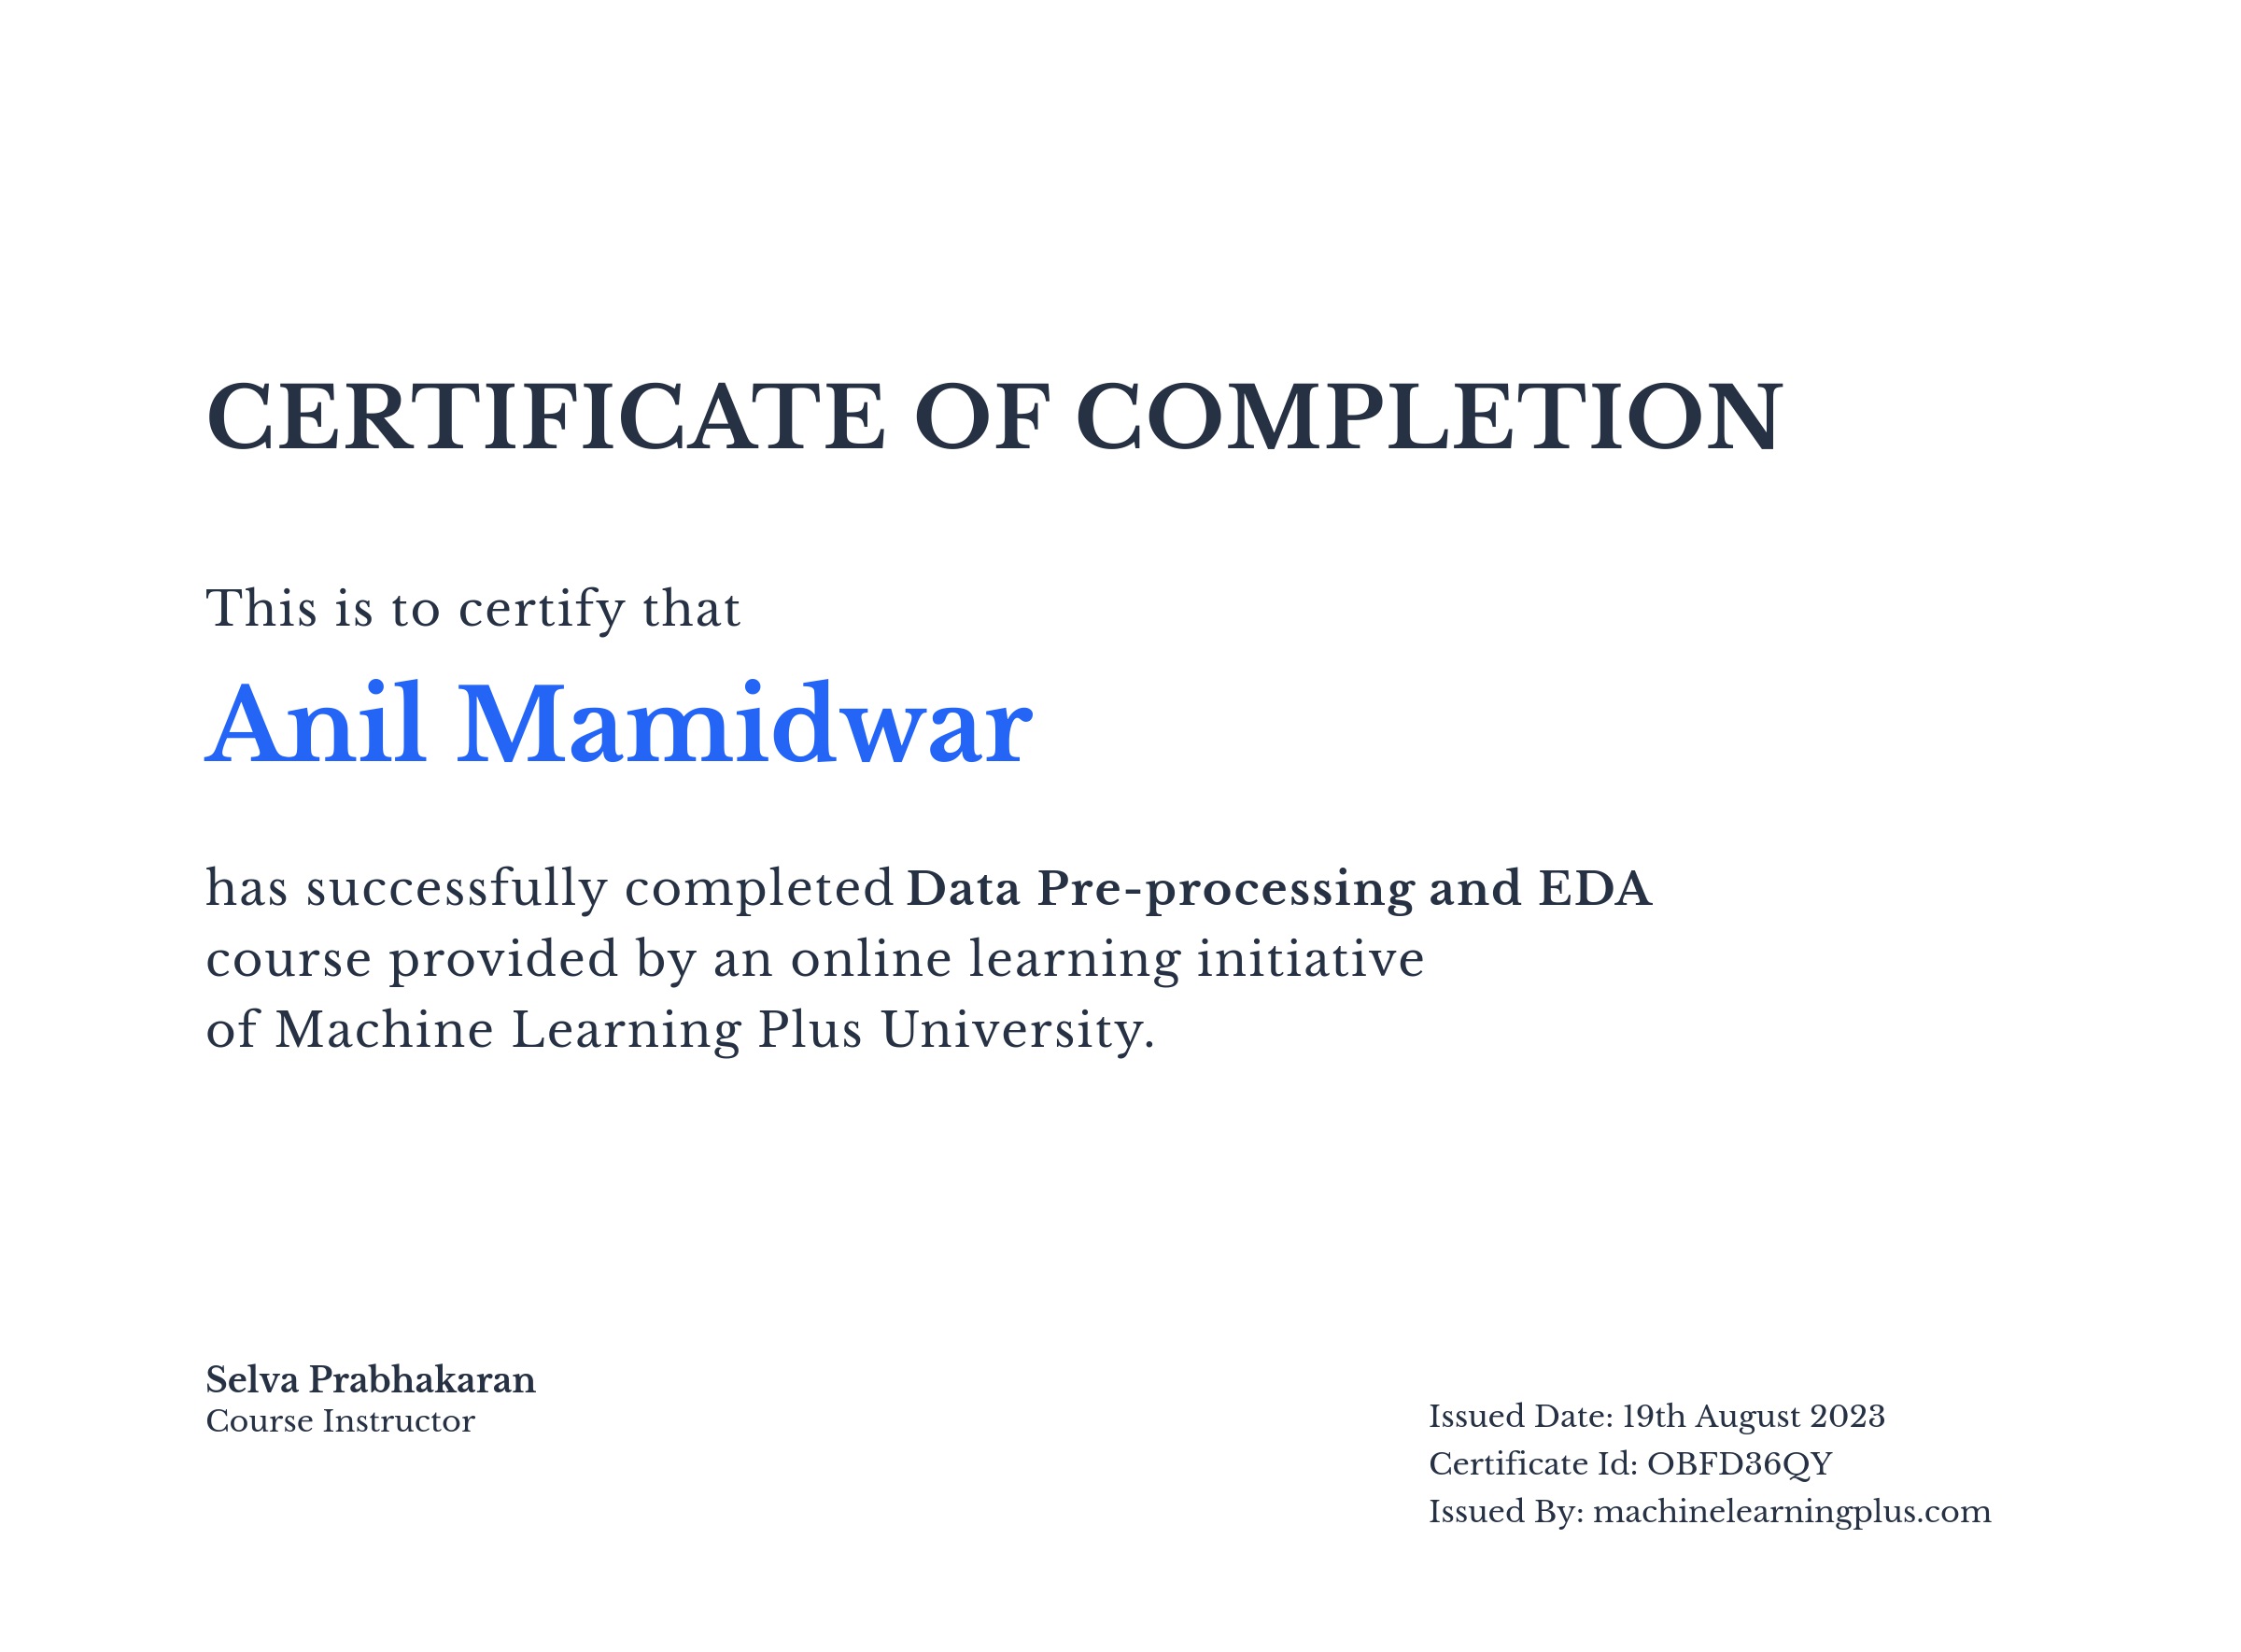 CERTIFICATE OF COMPLETION
This is to certify that
Anil Mamidwar
has successfully completed Data Pre-processing and EDA
course provided by an online learning initiative
of Machine Learning Plus University.
Selva Prabhakaran
Course Instructor
Issued Date: 19th August 2023
Certificate Id: OBFD36QY
Issued By: machinelearningplus.com